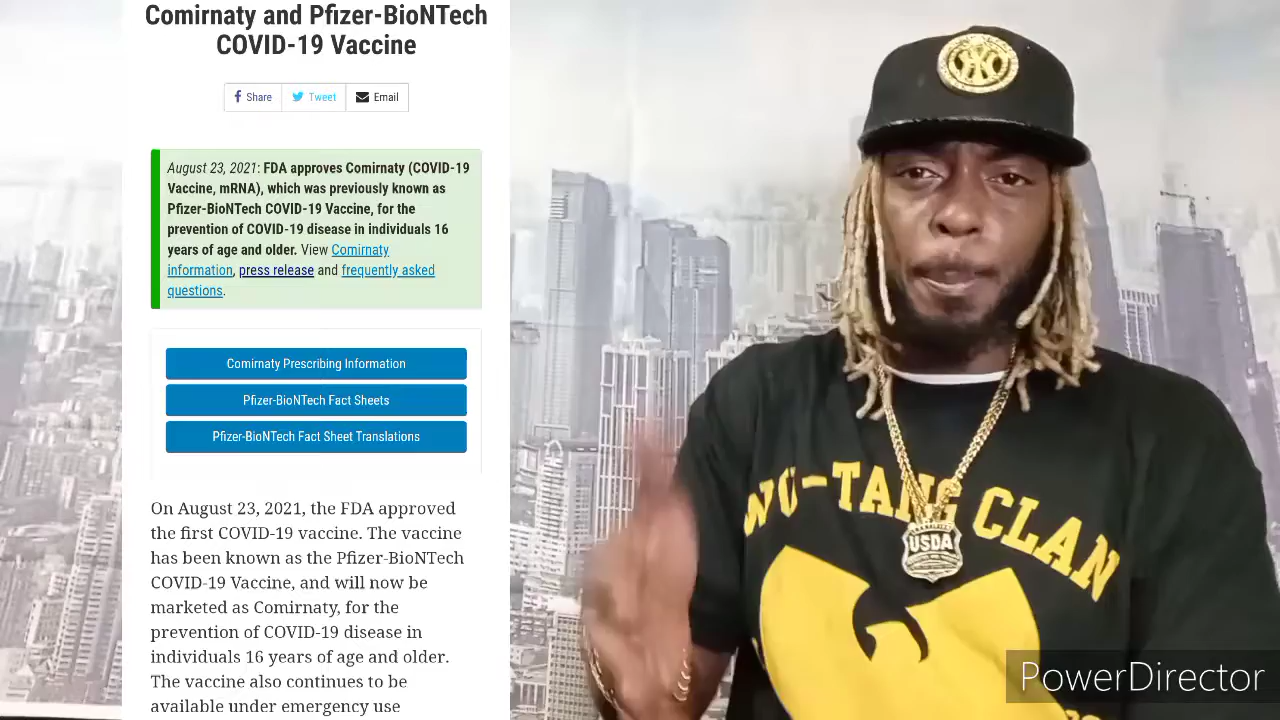 Comirnaty and Pfizer-BioNTech
COVID-19 Vaccine
Share
Tweet
Email
August 23, 2021: FDA approves Comirnaty (COVID-19
Vaccine, mRNA), which was previously known as
Pfizer-BioNTech COVID-19 Vaccine, for the
prevention of COVID-19 disease in individuals 16
years of age and older. View Comirnaty
information, press release and frequently asked
questions.
Comirnaty Prescribing Information
Pfizer-BioNTech Fact Sheets
Pfizer-BioNTech Fact Sheet Translations
On August 23, 2021, the FDA approved
the first COVID-19 vaccine. The vaccine
has been known as the Pfizer-BioNTech
COVID-19 Vaccine, and will now be
marketed as Comirnaty, for the
prevention of COVID-19 disease in
individuals 16 years of age and older.
The vaccine also continues to be
available under emergency use
NY
WU-TANG CLAN
USDA
PowerDirector